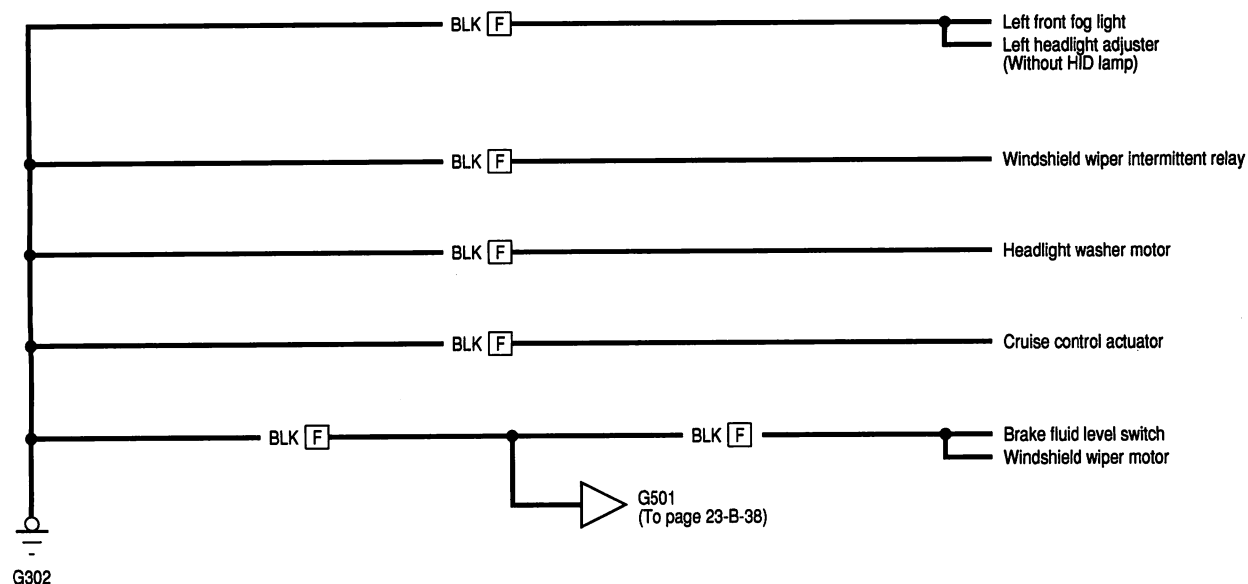 BLK F
Left front fog light
Left headlight adjuster
(Without HID lamp)
BLK F
Windshield wiper intermittent relay
BLK F
Headlight washer motor
BLK F
Cruise control actuator
BLK F
BLK F
Brake fluid level switch
Windshield wiper motor
G501
(To page 23-B-38)
G302